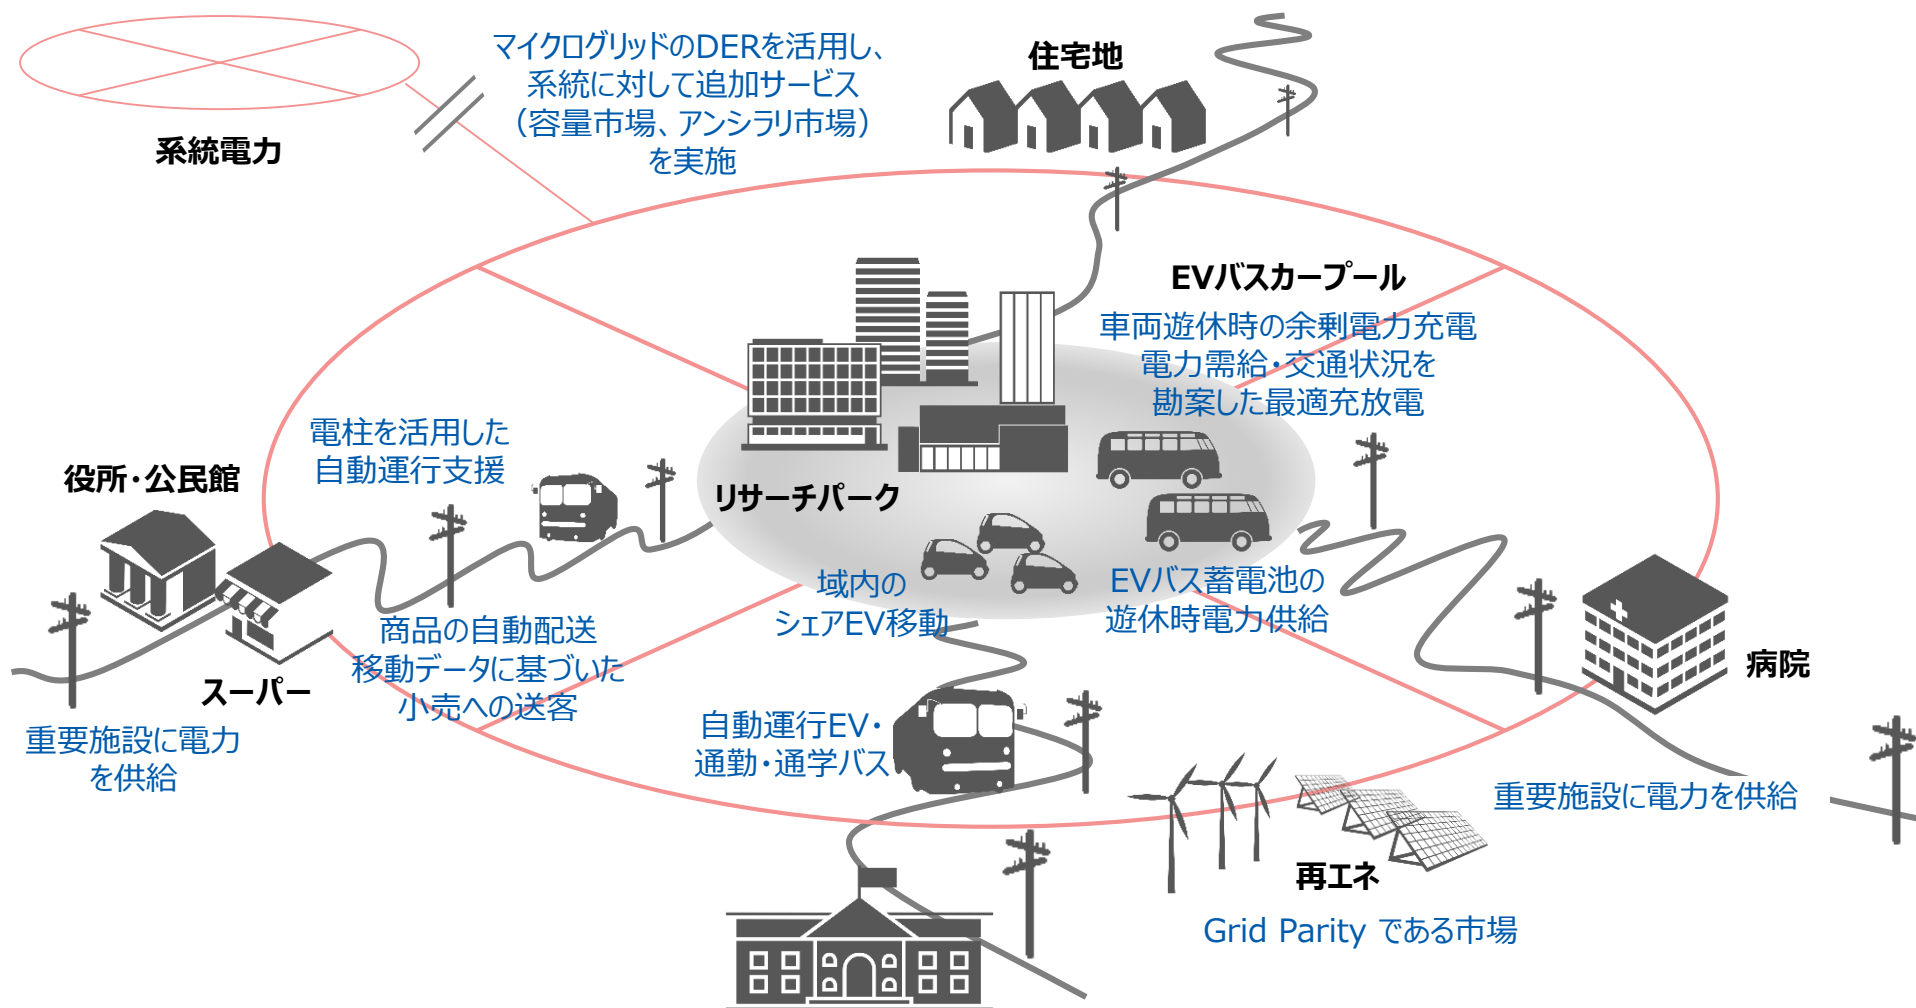 マイクログリッドのDERを活用し、
系統に対して追加サービス
（容量市場、アンシラリ市場）
を実施
住宅地
系統電力
EVバスカープール
車両遊休時の余剰電力充電
電力需給・交通状況を
勘案した最適充放電
電柱を活用した
自動運行支援
役所・公民館
リサーチパーク
域内の
シェアEV移動
EVバス蓄電池の
遊休時電力供給
商品の自動配送
移動データに基づいた
小売への送客
スーパー
病院
重要施設に電力
を供給
自動運行EV・
通勤・通学バス
重要施設に電力を供給
再エネ
Grid Parity である市場